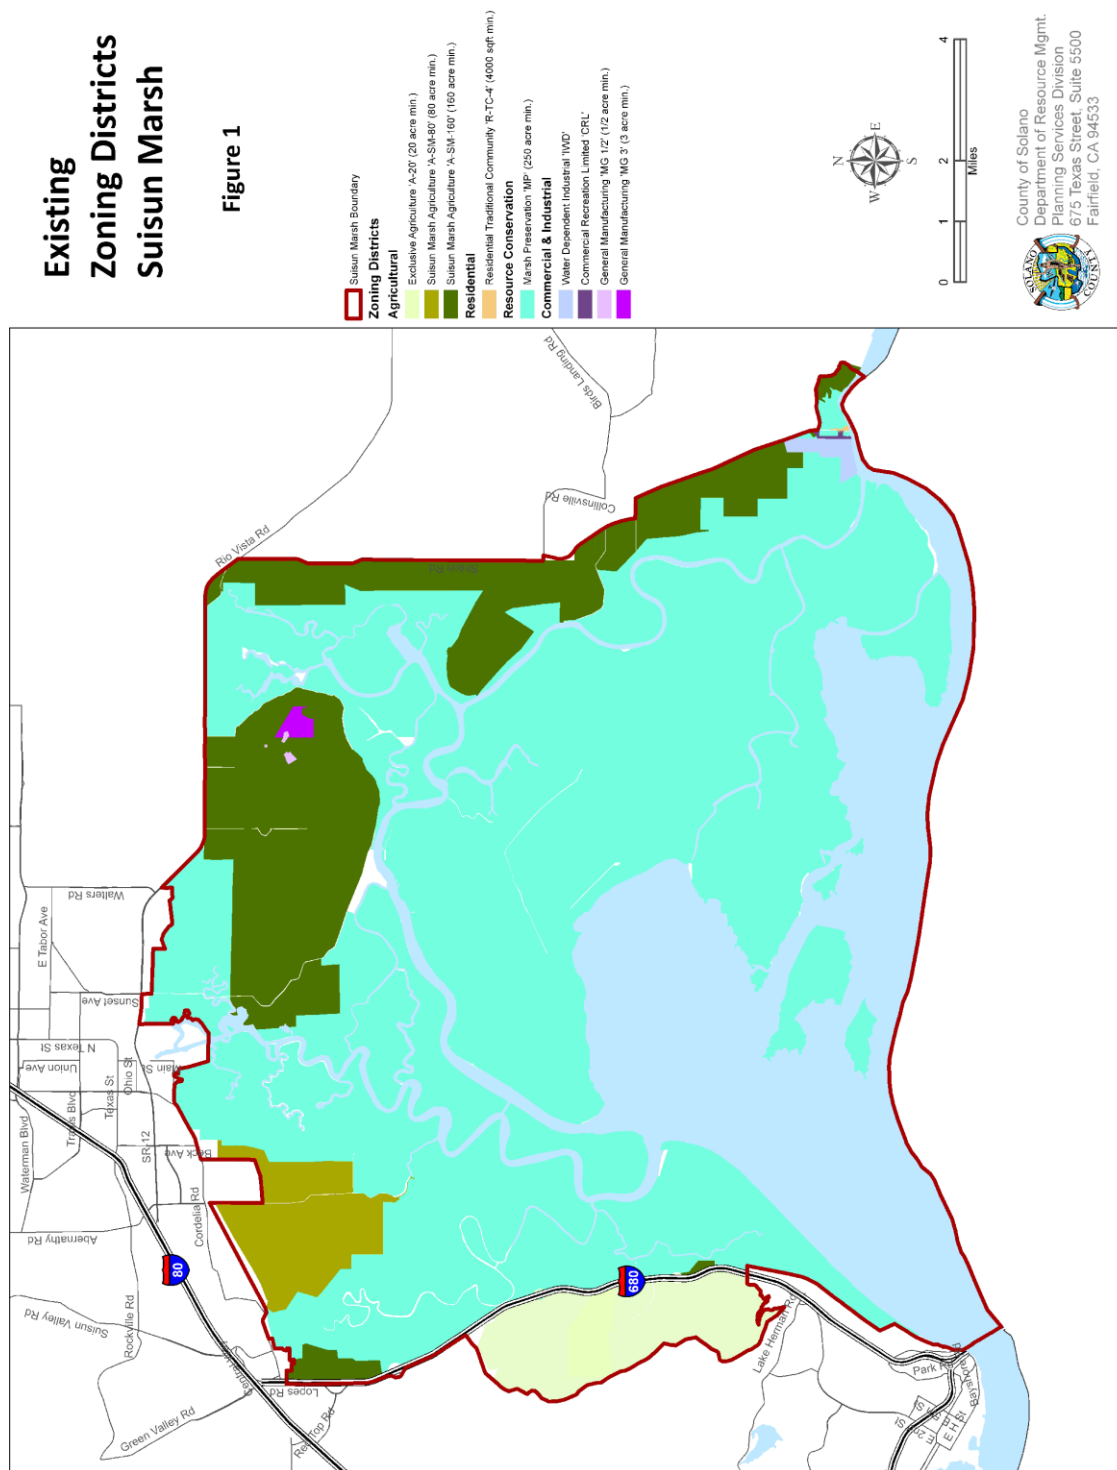 Existing
Zoning Districts
Suisun Marsh
Figure 1
Suisun Marsh Boundary
Zoning Districts
Agricultural
Exclusive Agriculture 'A-20' (20 acre min.)
Suisun Marsh Agriculture 'A-SM-80' (80 acre min.)
Suisun Marsh Agriculture 'A-SM-160' (160 acre min.)
Residential
Residential Traditional Community 'R-TC-4' (4000 sqft min.)
Resource Conservation
Marsh Preservation 'MP' (250 acre min.)
Commercial & Industrial
Water Dependent Industrial 'IWD'
Commercial Recreation Limited 'CRL'
General Manufacturing 'MG 1/2' (1/2 acre min.)
General Manufacturing 'MG 3' (3 acre min.)
N
W
E
S
0
1
2
4
Miles
SOLANO
COUNTY
County of Solano
Department of Resource Mgmt.
Planning Services Division
675 Texas Street, Suite 5500
Fairfield, CA 94533
Birds Landing Rd
Collinsville Rd
Rio Vista Rd
Walters Rd
E Tabor Ave
Sunset Ave
N Texas St
Union Ave
Main St
Ohio St
Texas St
Travis Blvd
Waterman Blvd
SR-12
Beck Ave
Cordelia Rd
Abernathy Rd
80
Rockville Rd
Suisun Valley Rd
Green Valley Rd
Lopes Rd
Red Top Rd
680
Lake Herman Rd
Park Rd
Bayshore Rd
E 2nd St
E H St